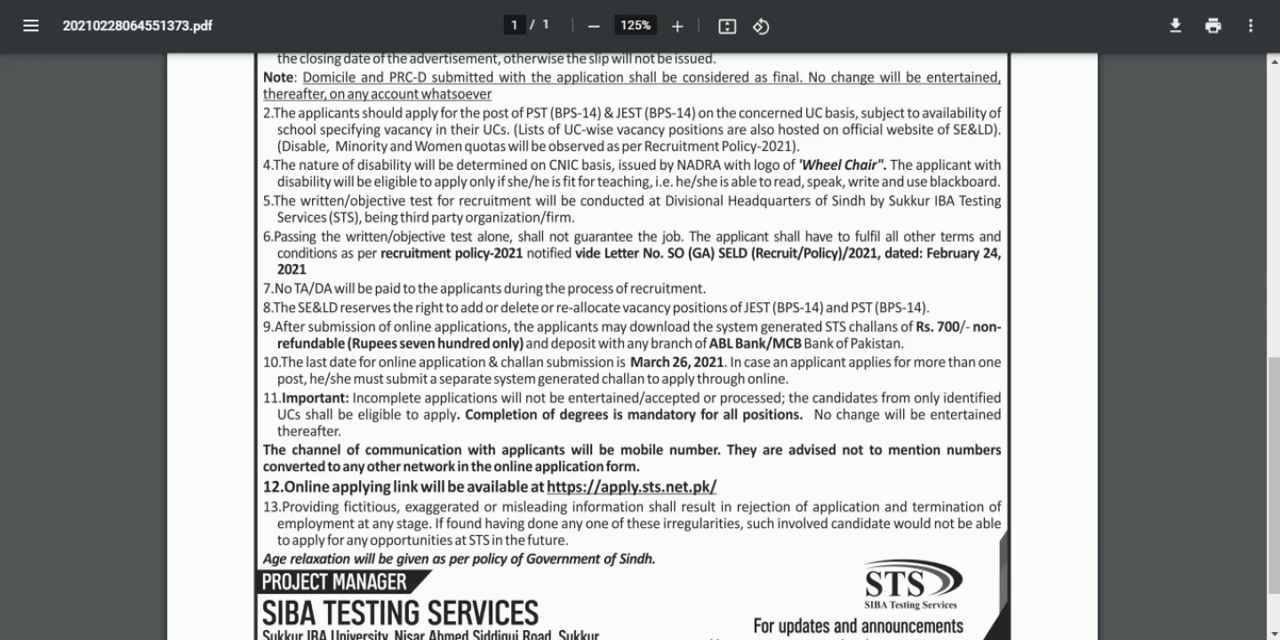 20210228064551373.pdf
1 / 1
125%
the closing date of the advertisement, otherwise the slip will not be issued.
Note: Domicile and PRC-D submitted with the application shall be considered as final. No change will be entertained,
thereafter, on any account whatsoever
2.The applicants should apply for the post of PST (BPS-14) & JEST (BPS-14) on the concerned UC basis, subject to availability of
school specifying vacancy in their UCs. (Lists of UC-wise vacancy positions are also hosted on official website of SE&LD).
(Disable, Minority and Women quotas will be observed as per Recruitment Policy-2021).
4.The nature of disability will be determined on CNIC basis, issued by NADRA with logo of 'Wheel Chair". The applicant with
disability will be eligible to apply only if she/he is fit for teaching, i.e. he/she is able to read, speak, write and use blackboard.
5.The written/objective test for recruitment will be conducted at Divisional Headquarters of Sindh by Sukkur IBA Testing
Services (STS), being third party organization/firm.
6.Passing the written/objective test alone, shall not guarantee the job. The applicant shall have to fulfil all other terms and
conditions as per recruitment policy-2021 notified vide Letter No. SO (GA) SELD (Recruit/Policy)/2021, dated: February 24,
2021
7.No TA/DA will be paid to the applicants during the process of recruitment.
8.The SE&LD reserves the right to add or delete or re-allocate vacancy positions of JEST (BPS-14) and PST (BPS-14).
9.After submission of online applications, the applicants may download the system generated STS challans of Rs. 700/- non-
refundable (Rupees seven hundred only) and deposit with any branch of ABL Bank/MCB Bank of Pakistan.
10.The last date for online application & challan submission is March 26, 2021. In case an applicant applies for more than one
post, he/she must submit a separate system generated challan to apply through online.
11.Important: Incomplete applications will not be entertained/accepted or processed; the candidates from only identified
UCs shall be eligible to apply. Completion of degrees is mandatory for all positions. No change will be entertained
thereafter.
The channel of communication with applicants will be mobile number. They are advised not to mention numbers
converted to any other network in the online application form.
12.Online applying link will be available at https://apply.sts.net.pk/
13.Providing fictitious, exaggerated or misleading information shall result in rejection of application and termination of
employment at any stage. If found having done any one of these irregularities, such involved candidate would not be able
to apply for any opportunities at STS in the future.
Age relaxation will be given as per policy of Government of Sindh.
PROJECT MANAGER
SIBA TESTING SERVICES
Sukkur IBA University, Nisar Ahmed Siddiqui Road, Sukkur
STS
SIBA Testing Services
For updates and announcements